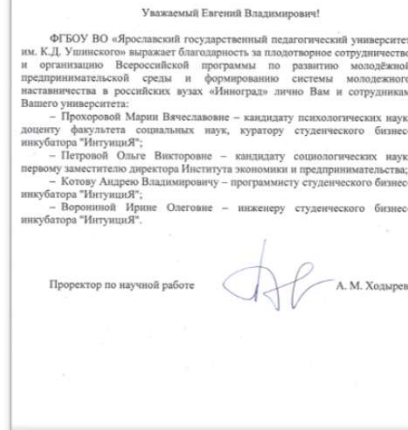 Уважаемый Евгений Владимирович!
ФГБОУ ВО «Ярославский государственный педагогический университет
им. К.Д. Ушинского» выражает благодарность за плодотворное сотрудничество
и организацию Всероссийской программы по развитию молодёжной
предпринимательской среды и формированию системы молодежного
наставничества в российских вузах «Инноград» лично Вам и сотрудникам
Вашего университета:
– Прохоровой Марии Вячеславовне – кандидату психологических наук
доценту факультета социальных наук, куратору студенческого бизнес
инкубатора "ИнтуициЯ";
– Петровой Ольге Викторовне – кандидату социологических наук
первому заместителю директора Института экономики и предпринимательства;
– Котову Андрею Владимировичу – программисту студенческого бизнес
инкубатора "ИнтуициЯ";
– Ворониной Ирине Олеговне – инженеру студенческого бизнес
инкубатора "ИнтуициЯ".
Проректор по научной работе А. М. Ходырев